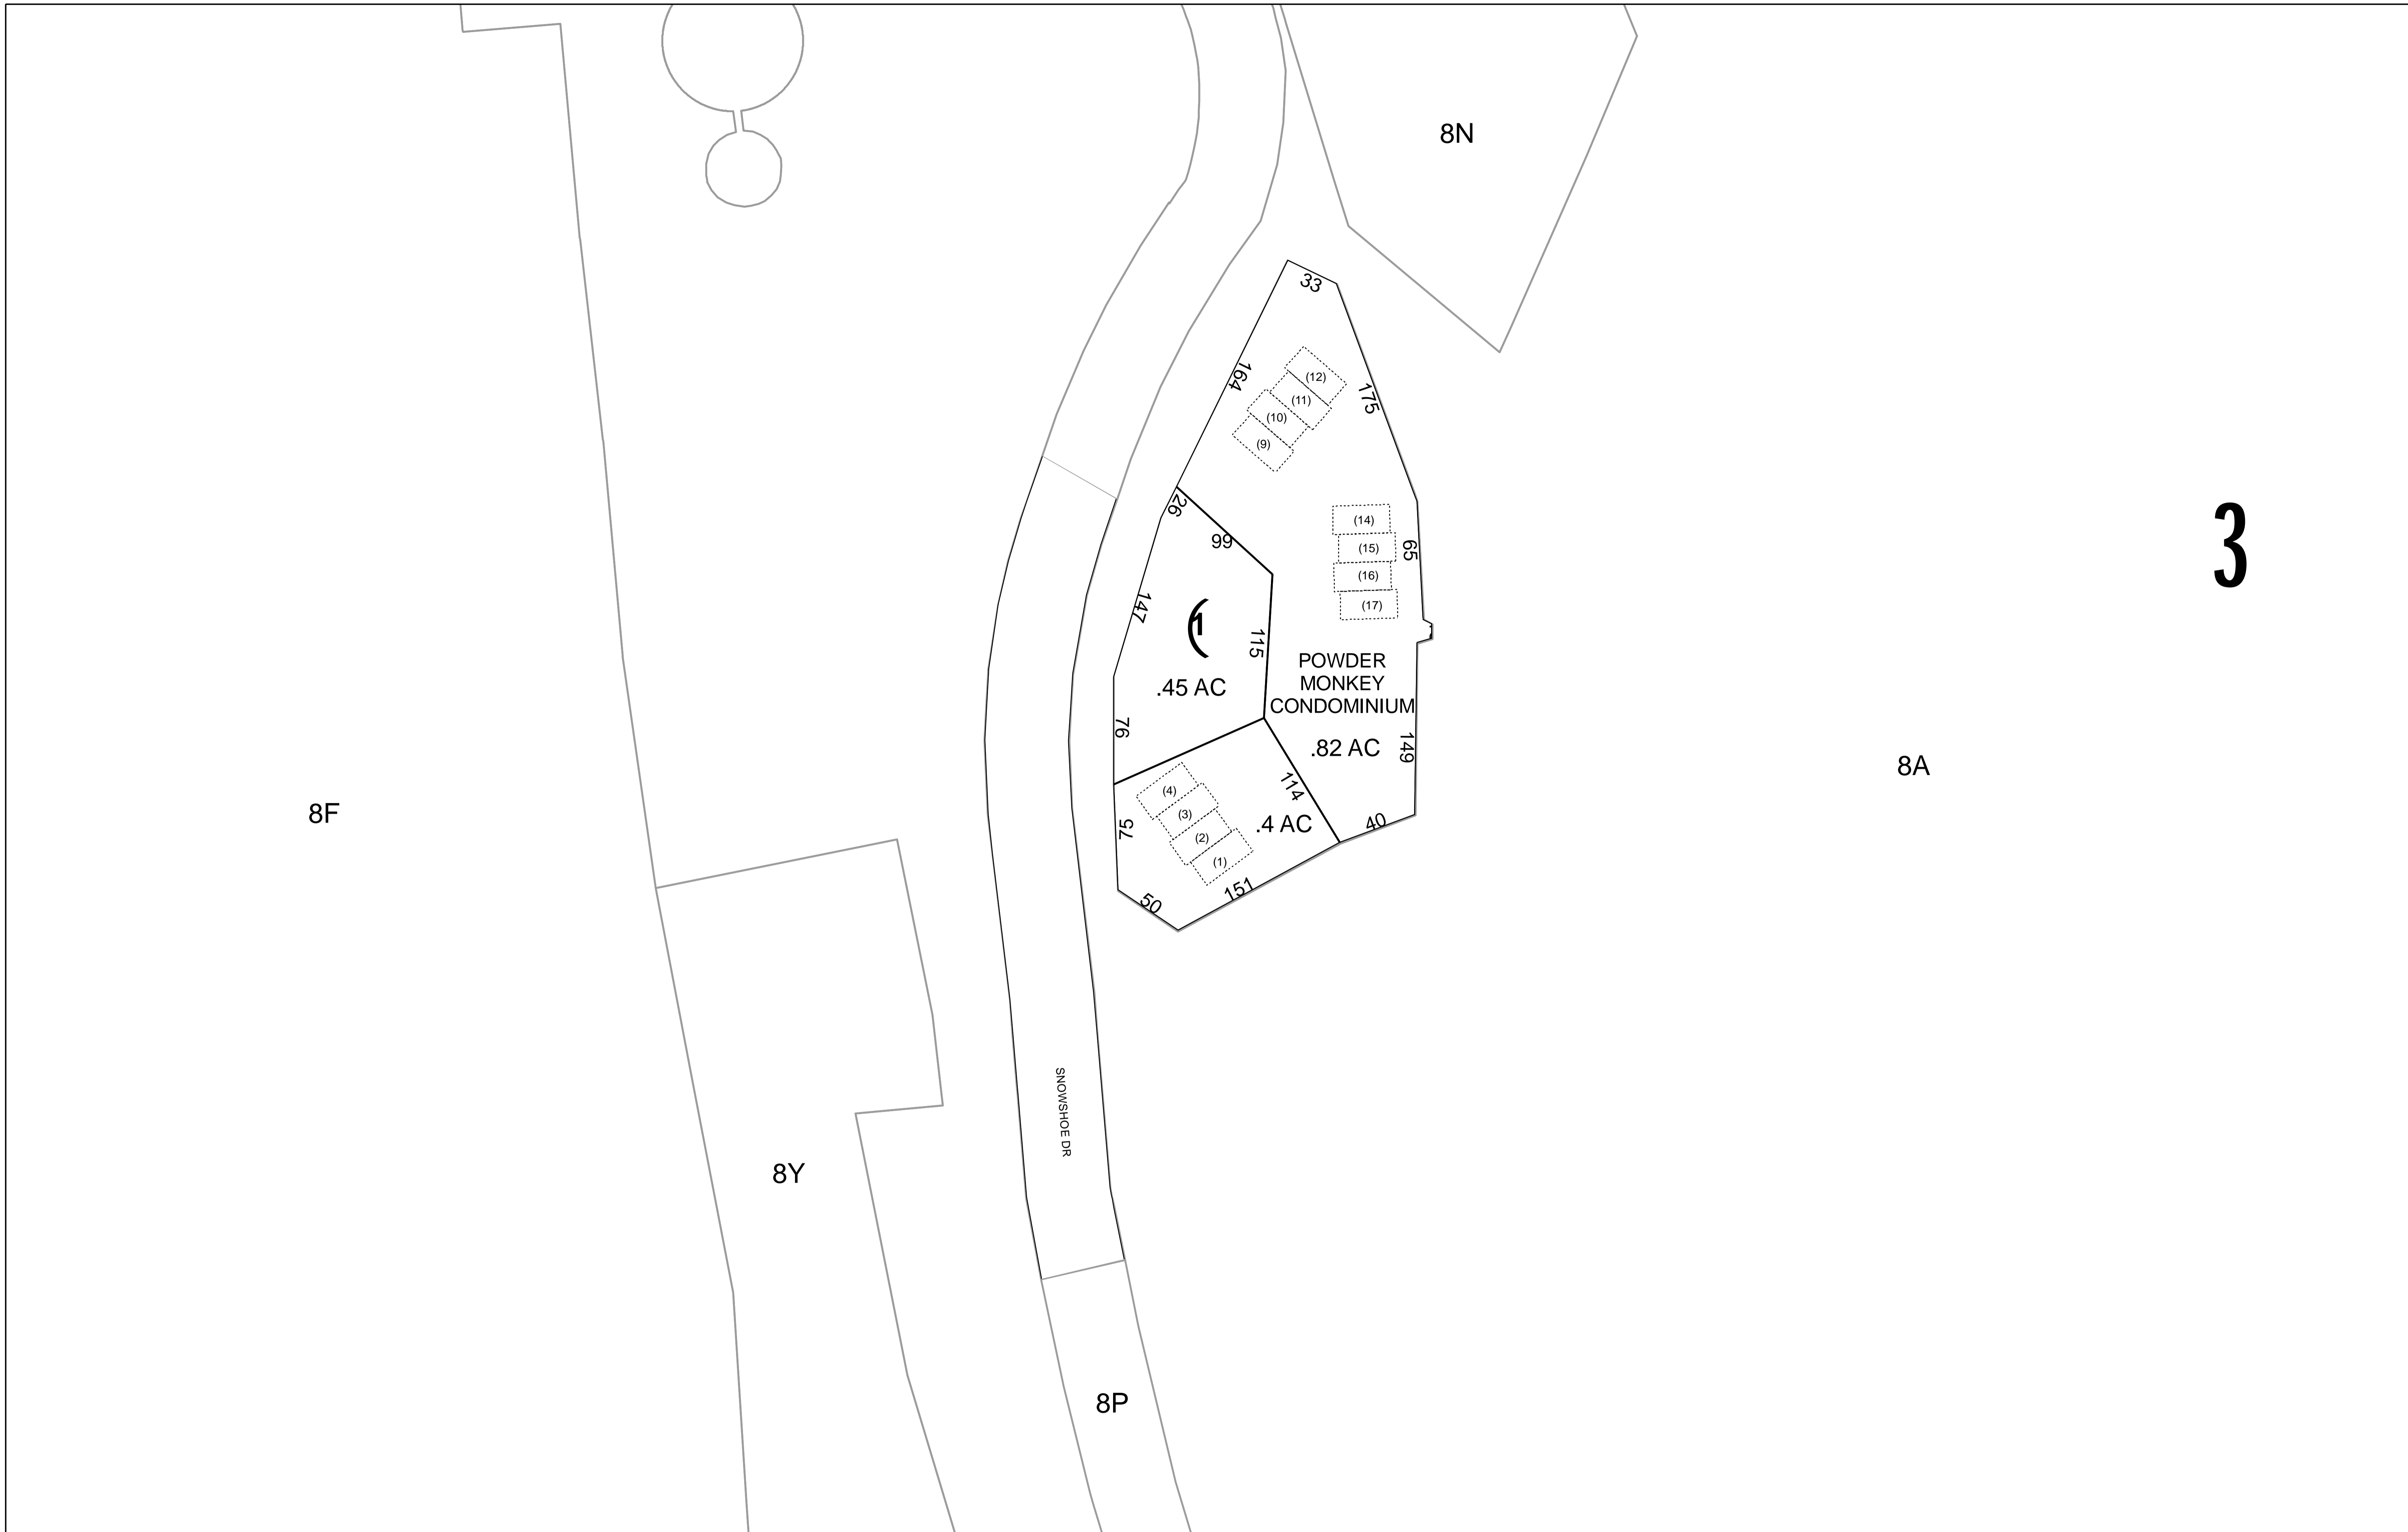 8N
33
164
175
(12)
(11)
(10)
(9)
26
99
(14)
(15)
(16)
(17)
65
3
147
(1
115
POWDER
MONKEY
CONDOMINIUM
.45 AC
76
.82 AC
149
8A
8F
(4)
(3)
(2)
(1)
114
.4 AC
75
40
50
151
SNOWSHOE DR
8Y
8P